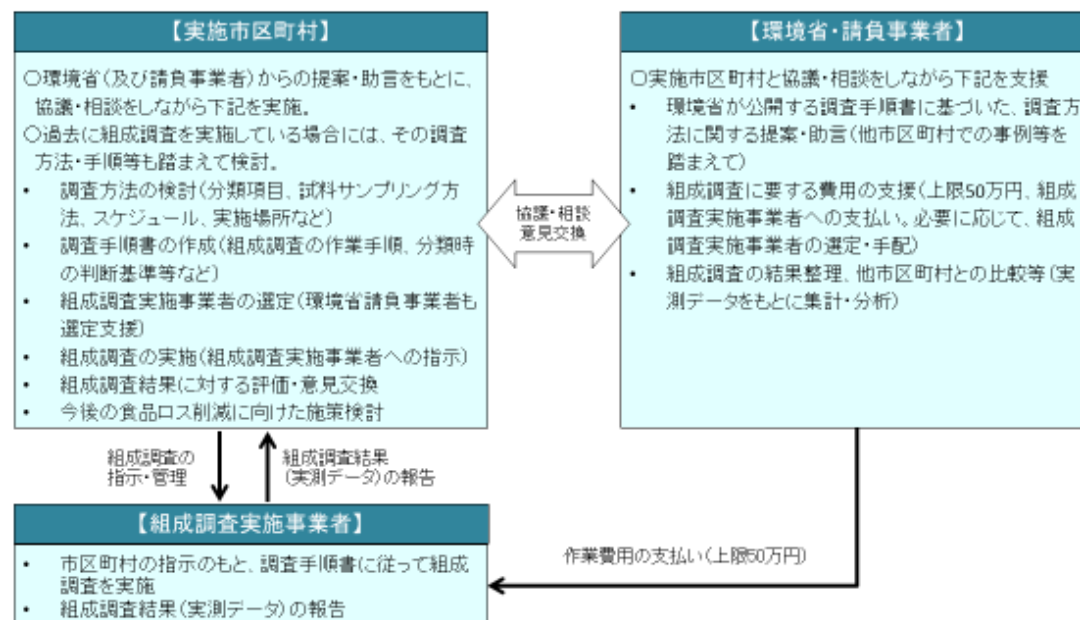 【実施市区町村】
○環境省(及び請負事業者)からの提案・助言をもとに、
協議・相談をしながら下記を実施。
○過去に組成調査を実施している場合には、その調査
方法・手順等も踏まえて検討。
• 調査方法の検討(分類項目、試料サンプリング方
法、スケジュール、実施場所など)
• 調査手順書の作成(組成調査の作業手順、分類時
の判断基準等など)
• 組成調査実施事業者の選定(環境省請負事業者も
選定支援)
• 組成調査の実施(組成調査実施事業者への指示)
• 組成調査結果に対する評価・意見交換
• 今後の食品ロス削減に向けた施策検討
協議・相談
意見交換
【環境省・請負事業者】
○実施市区町村と協議・相談をしながら下記を支援
• 環境省が公開する調査手順書に基づいた、調査方
法に関する提案・助言(他市区町村での事例等を
踏まえて)
• 組成調査に要する費用の支援(上限50万円、組成
調査実施事業者への支払い。必要に応じて、組成
調査実施事業者の選定・手配)
• 組成調査の結果整理、他市区町村との比較等(実
測データをもとに集計・分析)
組成調査の
指示・管理
組成調査結果
(実測データ)の報告
【組成調査実施事業者】
• 市区町村の指示のもと、調査手順書に従って組成
調査を実施
• 組成調査結果(実測データ)の報告
作業費用の支払い(上限50万円)